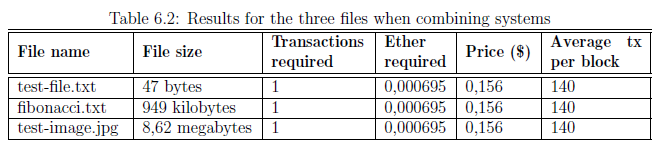 Table 6.2: Results for the three files when combining systems
File name File size Transactions required Ether required Price ($) Average tx per block
test-file.txt 47 bytes 1 0,000695 0,156 140
fibonacci.txt 949 kilobytes 1 0,000695 0,156 140
test-image.jpg 8,62 megabytes 1 0,000695 0,156 140